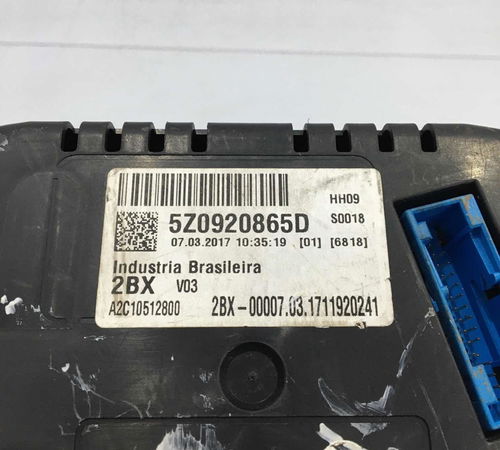 HH09
5Z0920865D S0018
07.03.2017 10:35:19 [01] [6818]
Industria Brasileira
2BX V03
A2C10512800 2BX-00007.03.1711920241